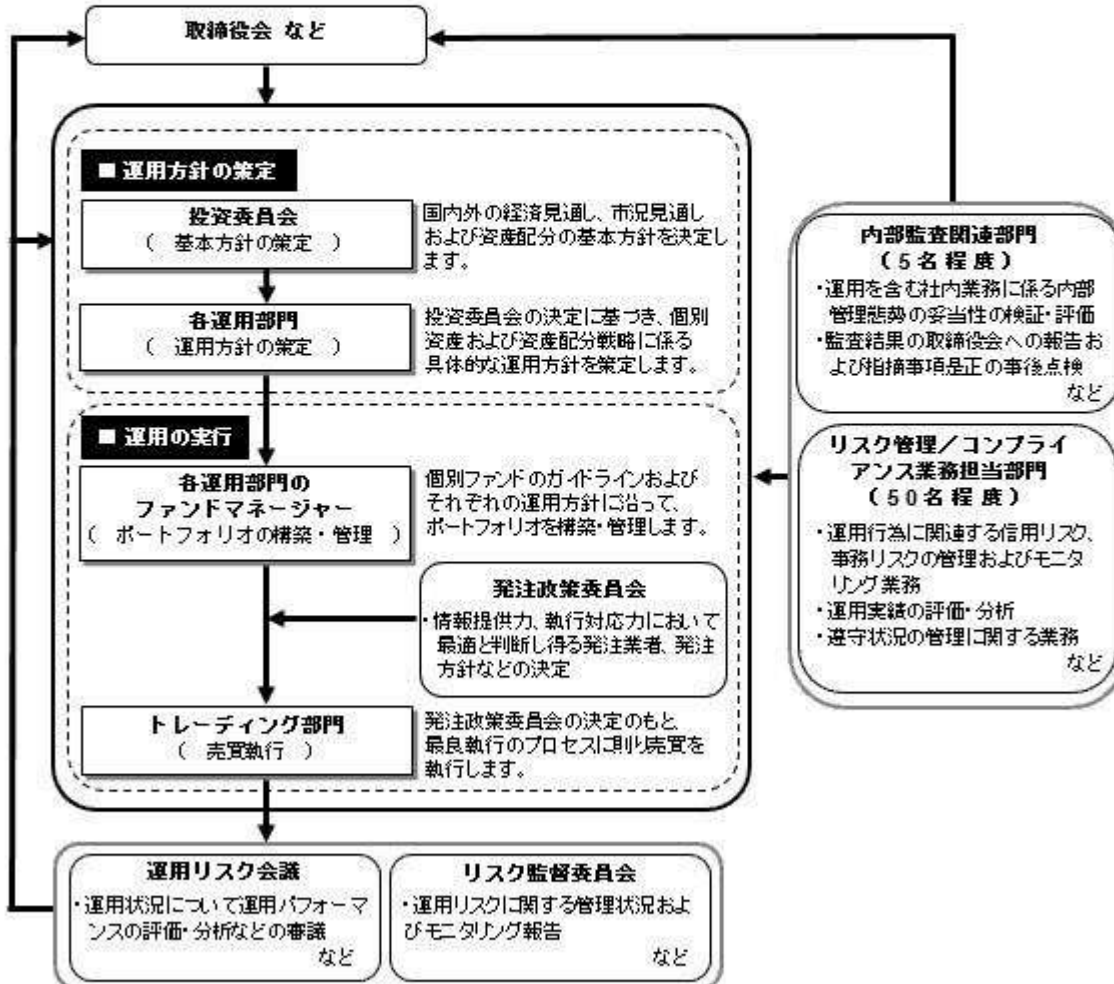 取締役会 など
■ 運用方針の策定
投資委員会
（ 基本方針の策定 ）
国内外の経済見通し、市況見通し
および資産配分の基本方針を決定し
ます。
各運用部門
（ 運用方針の策定 ）
投資委員会の決定に基づき、個別
資産および資産配分戦略に係る
具体的な運用方針を策定します。
■ 運用の実行
各運用部門の
ファンドマネージャー
（ ポートフォリオの構築・管理 ）
個別ファンドのガイドラインおよび
それぞれの運用方針に沿って、
ポートフォリオを構築・管理します。
発注政策委員会
・情報提供力、執行対応力において
最適と判断し得る発注業者、発注
方針などの決定
トレーディング部門
（ 売買執行 ）
発注政策委員会の決定のもと、
最良執行のプロセスに則り売買を
執行します。
内部監査関連部門
（５名程度）
・運用を含む社内業務に係る内部
管理態勢の妥当性の検証・評価
・監査結果の取締役会への報告お
よび指摘事項是正の事後点検
など
リスク管理／コンプライ
アンス業務担当部門
（５０名程度）
・運用行為に関連する信用リスク、
事務リスクの管理およびモニタ
リング業務
・運用実績の評価・分析
・遵守状況の管理に関する業務
など
運用リスク会議
・運用状況について運用パフォーマ
ンスの評価・分析などの審議
など
リスク監督委員会
・運用リスクに関する管理状況およ
びモニタリング報告
など